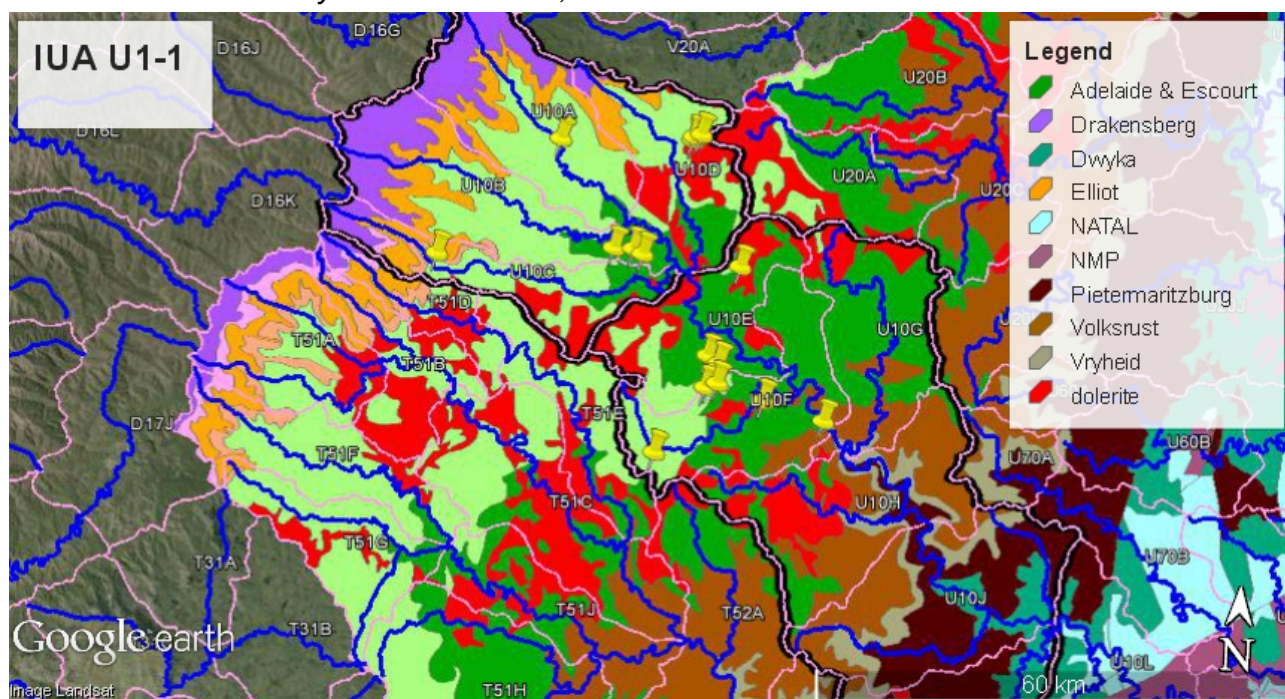 IUA U1-1
D16J
D16G
V20A
Legend
Adelaide & Escourt
Drakensberg
Dwyka
Elliot
NATAL
NMP
Pietermaritzburg
Volksrust
Vryheid
dolerite
U20B
U10A
D16L
U10D
U20A
U10B
D16K
U10C
T51D
U10E
U10G
T51A
T51B
U10F
T51E
D17J
U60B
U70A
T51F
T51C
U10H
T51G
T31A
U70B
U10J
T51J
T52A
T31B
U10L
T51H
Google earth
N
60 km
Image Landsat